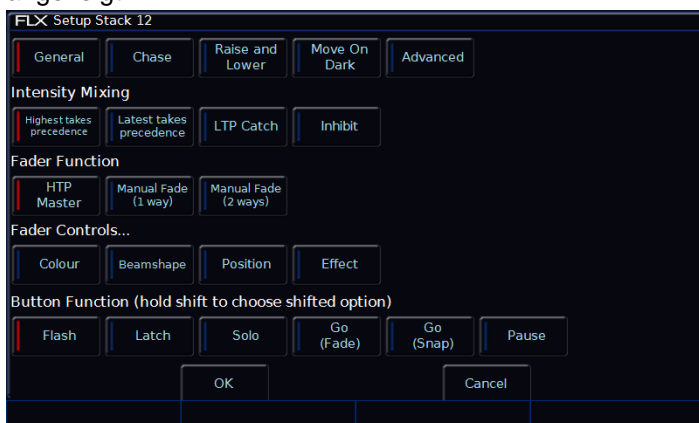 FLX Setup Stack 12
General Chase Raise and Lower Move On Dark Advanced
Intensity Mixing
Highest takes precedence Latest takes precedence LTP Catch Inhibit
Fader Function
HTP Master Manual Fade (1 way) Manual Fade (2 ways)
Fader Controls...
Colour Beamshape Position Effect
Button Function (hold shift to choose shifted option)
Flash Latch Solo Go (Fade) Go (Snap) Pause
OK Cancel